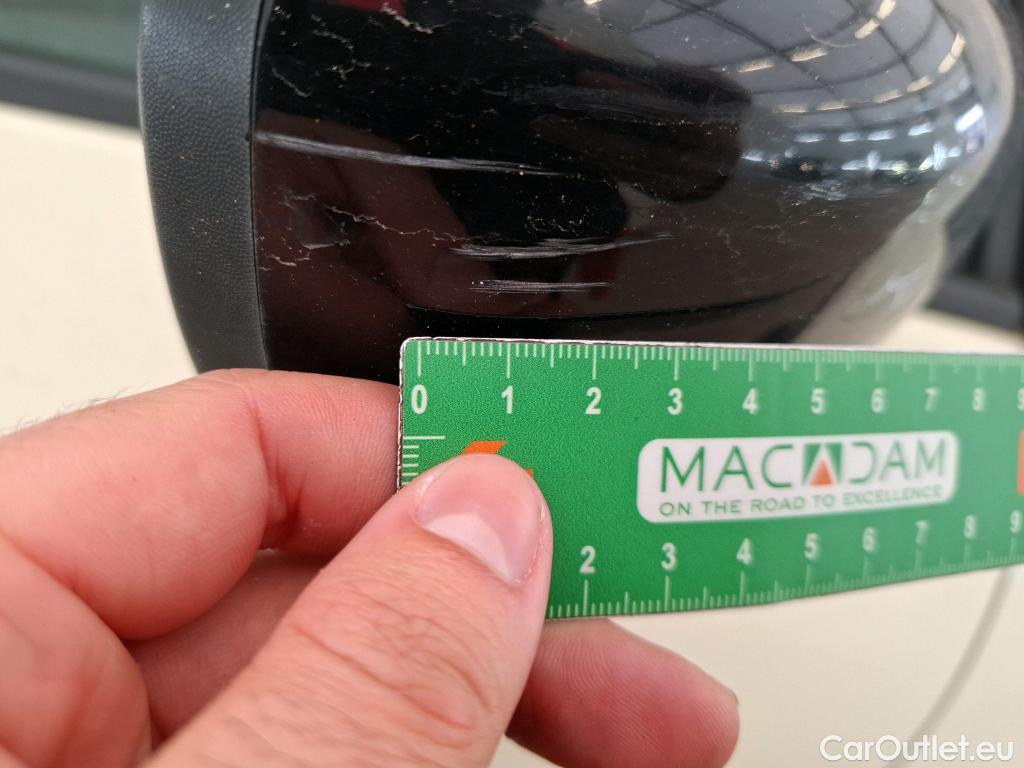 0 1 2 3 4 5 6 7 8 9
MACADAM
ON THE ROAD TO EXCELLENCE
2 3 4 5 6 7 8 9
CarOutlet.eu